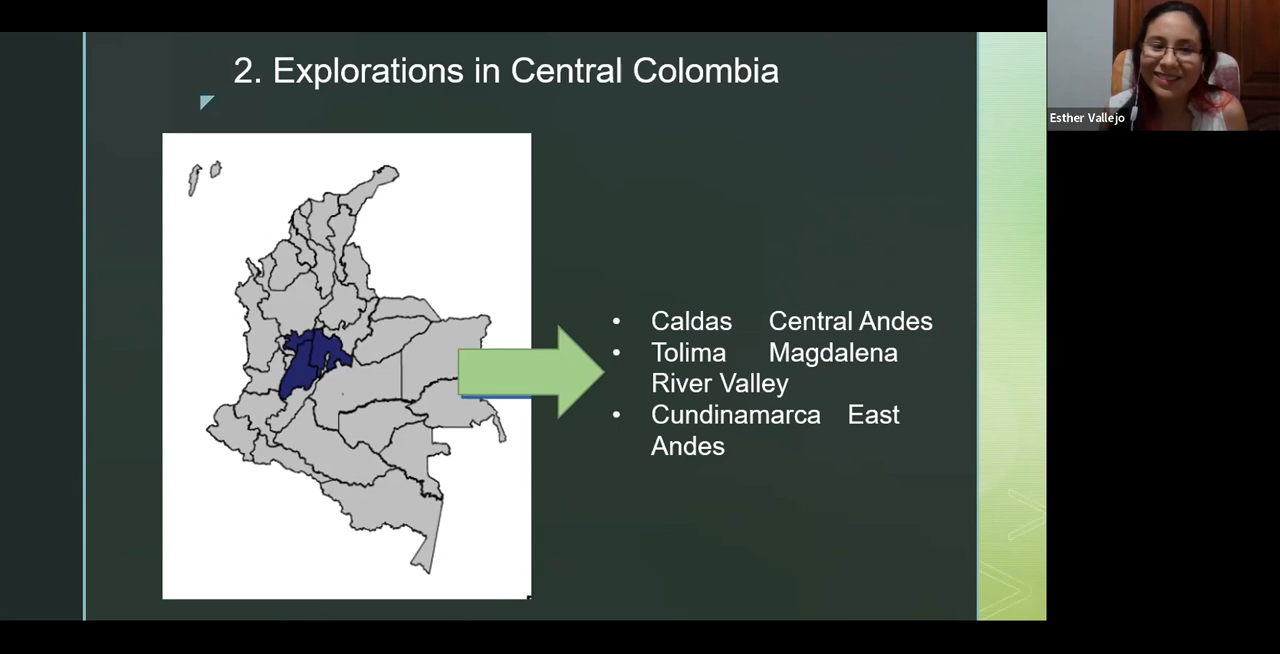 2. Explorations in Central Colombia
Esther Vallejo
• Caldas Central Andes
• Tolima Magdalena
River Valley
• Cundinamarca East
Andes